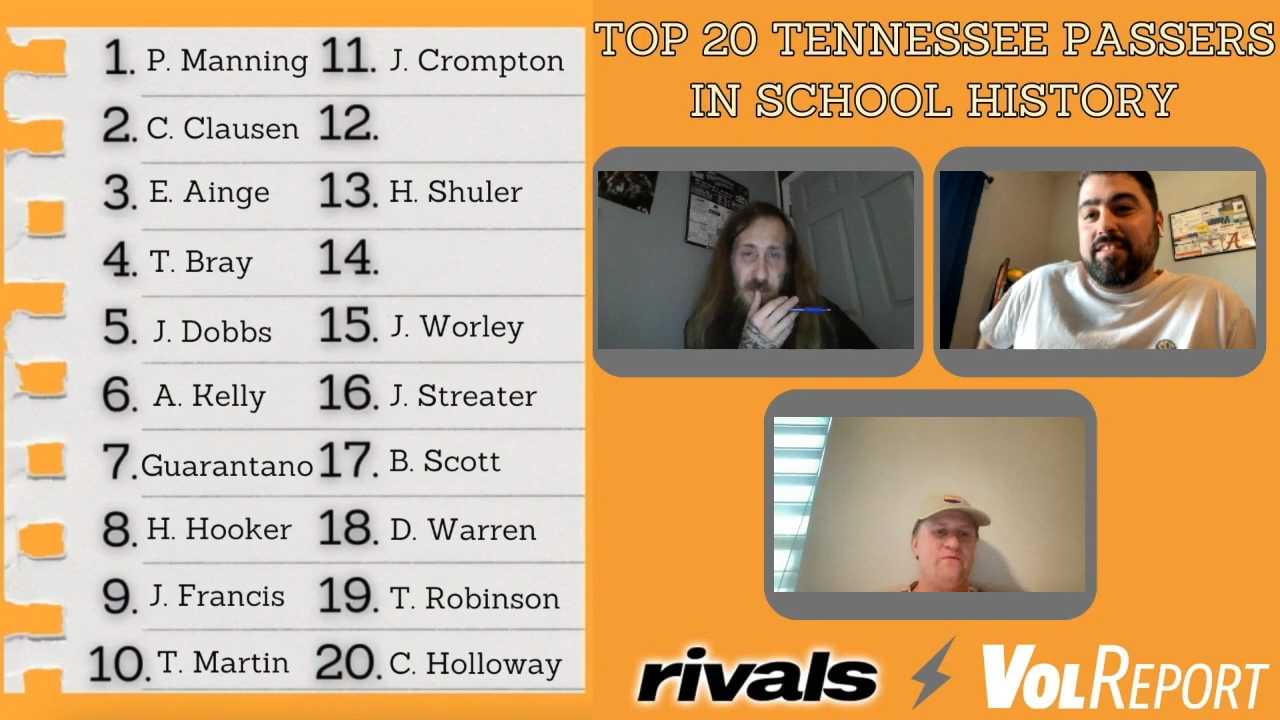 TOP 20 TENNESSEE PASSERS
IN SCHOOL HISTORY
1. P. Manning
2. C. Clausen
3. E. Ainge
4. T. Bray
5. J. Dobbs
6. A. Kelly
7. Guarantano
8. H. Hooker
9. J. Francis
10. T. Martin
11. J. Crompton
12.
13. H. Shuler
14.
15. J. Worley
16. J. Streater
17. B. Scott
18. D. Warren
19. T. Robinson
20. C. Holloway
A
rivals
VOLREPORT